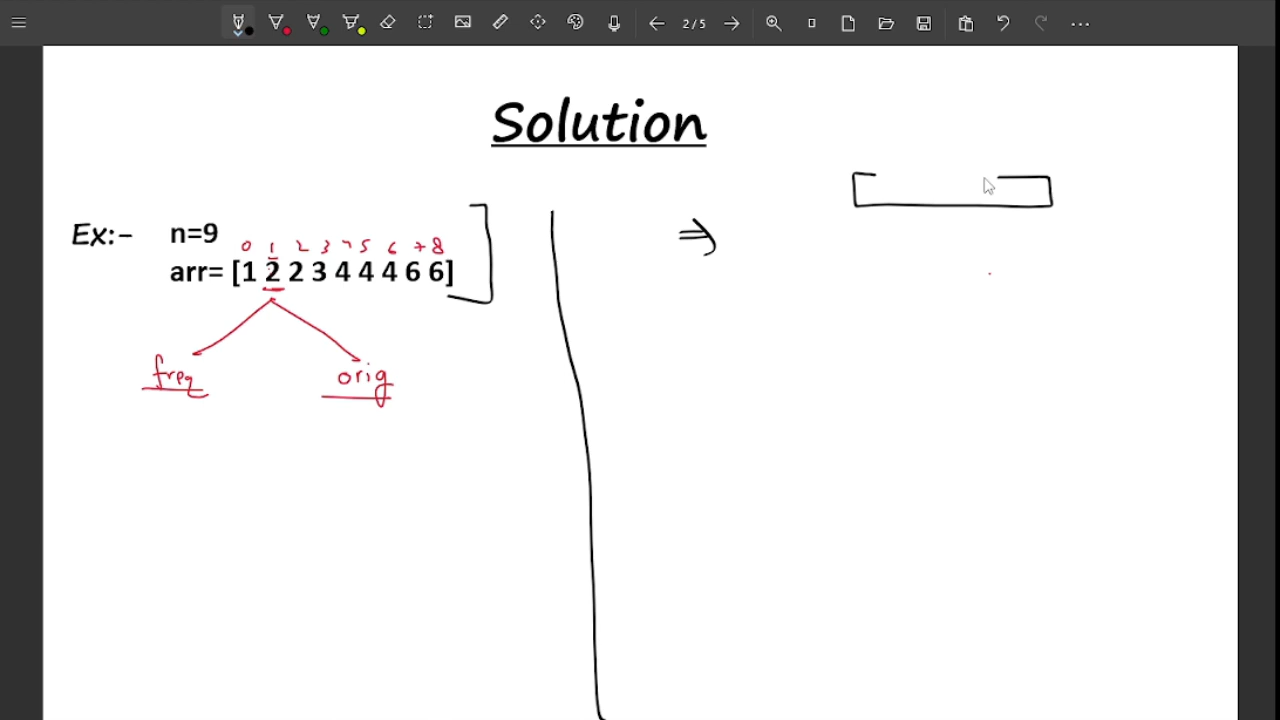 2/5
Solution
Ex:- n=9
0 1 2 3 4 5 6 7 8
arr= [1 2 2 3 4 4 4 6 6]
freq orig